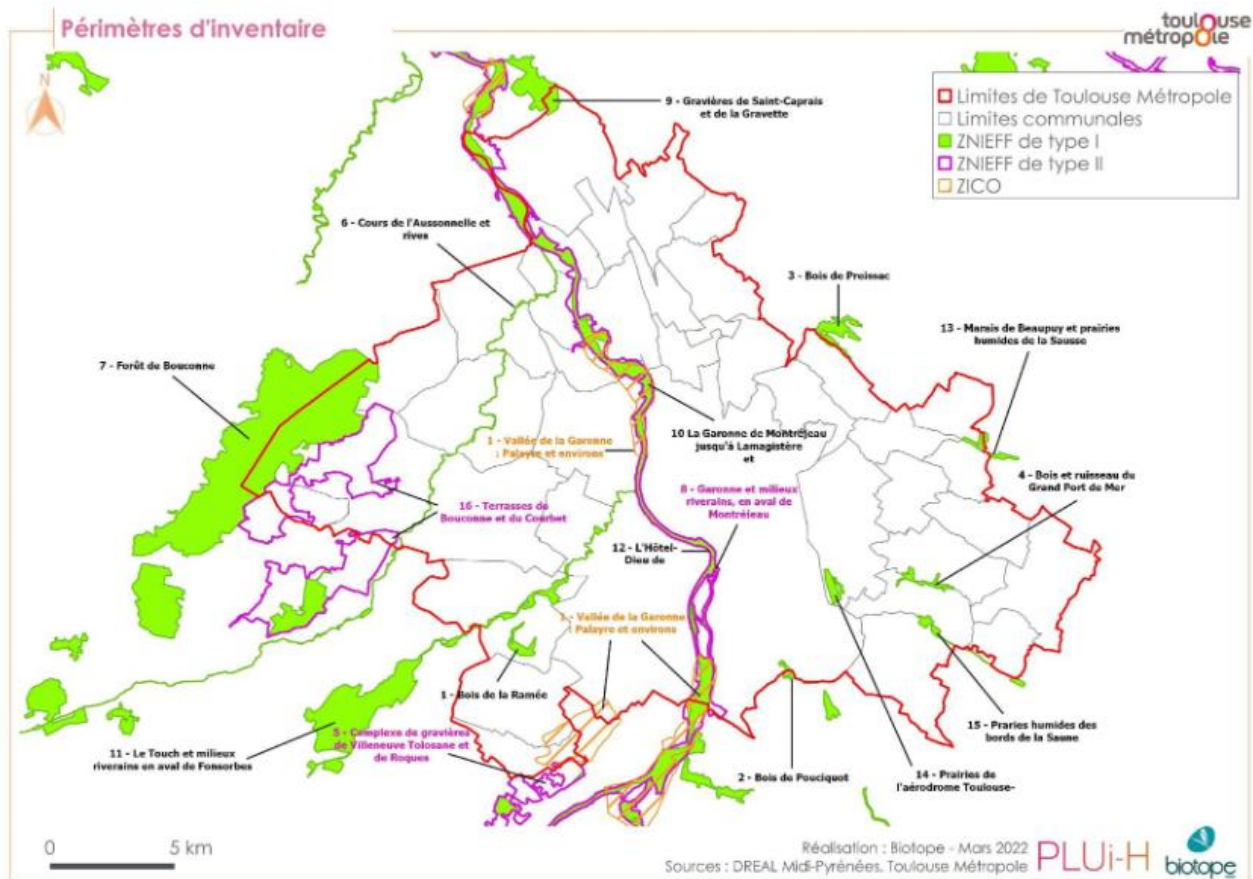 Périmètres d'inventaire
toulouse
métropole
N
Limites de Toulouse Métropole
Limites communales
ZNIEFF de type I
ZNIEFF de type II
ZICO
9 - Gravières de Saint-Caprais
et de la Gravette
6 - Cours de l'Aussonnelle et
rives
3 - Bois de Preissac
13 - Marais de Beaupuy et prairies
humides de la Sausse
7 - Forêt de Bouconne
10 La Garonne de Montréjeau
jusqu'à Lamagistère
et
1 - Vallée de la Garonne
: Palayre et environs
4 - Bois et ruisseau du
Grand Port de Mer
8 - Garonne et milieux
riverains, en aval de
Montréjeau
16 - Terrasses de
Bouconne et du Courbet
12 - L'Hôtel-
Dieu de
1 - Vallée de la Garonne
: Palayre et environs
1 - Bois de la Ramée
5 - Complexe de gravières
de Villeneuve Tolosane et
de Roques
11 - Le Touch et milieux
riverains en aval de Fonsorbes
15 - Praries humides des
bords de la Saune
2 - Bois de Pouciquot
14 - Prairies de
l'aérodrome Toulouse-
0 5 km
Réalisation : Biotope - Mars 2022
Sources : DREAL Midi-Pyrénées, Toulouse Métropole
PLUi-H
biotope